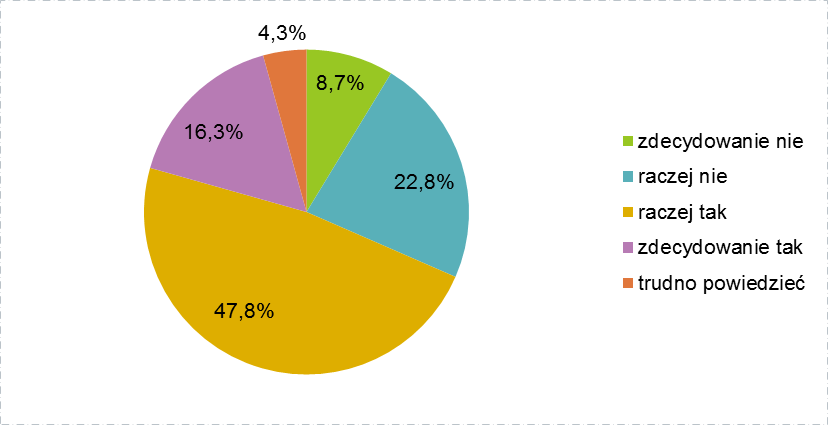 4,3%
8,7%
16,3%
22,8%
47,8%
zdecydowanie nie
raczej nie
raczej tak
zdecydowanie tak
trudno powiedzieć